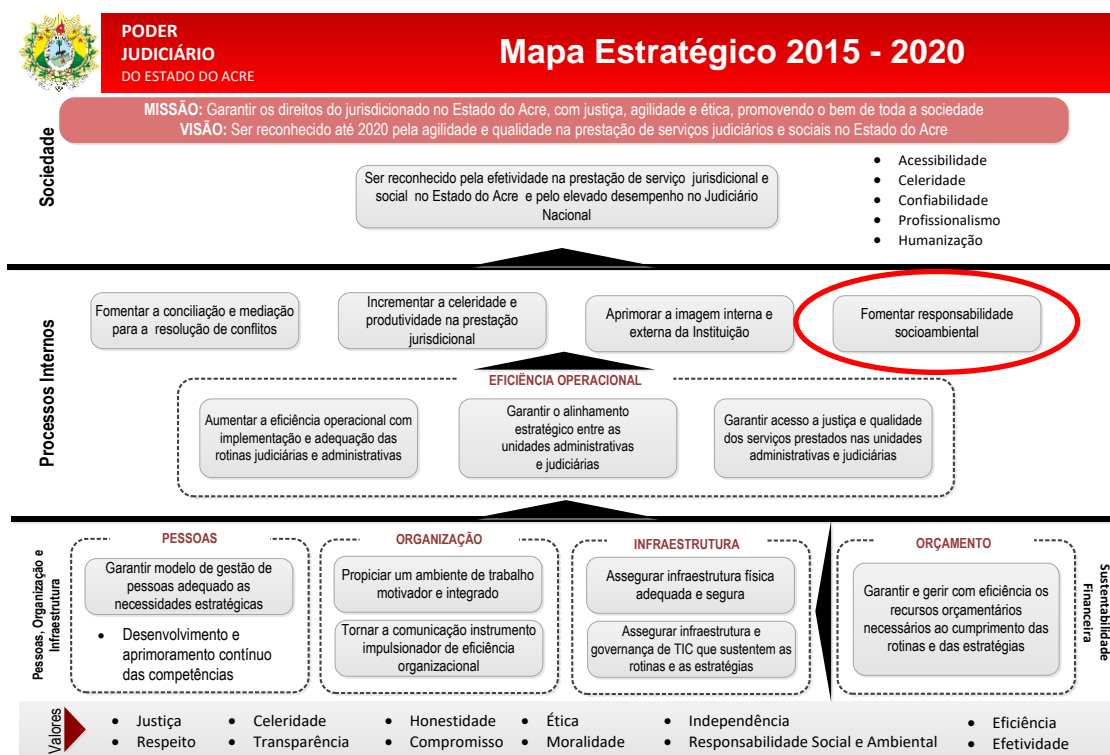 PODER
JUDICIÁRIO
DO ESTADO DO ACRE
Mapa Estratégico 2015 - 2020
MISSÃO: Garantir os direitos do jurisdicionado no Estado do Acre, com justiça, agilidade e ética, promovendo o bem de toda a sociedade
VISÃO: Ser reconhecido até 2020 pela agilidade e qualidade na prestação de serviços judiciários e sociais no Estado do Acre
Sociedade
Ser reconhecido pela efetividade na prestação de serviço jurisdicional e
social no Estado do Acre e pelo elevado desempenho no Judiciário
Nacional
• Acessibilidade
• Celeridade
• Confiabilidade
• Profissionalismo
• Humanização
Processos Internos
Fomentar a conciliação e mediação
para a resolução de conflitos
Incrementar a celeridade e
produtividade na prestação
jurisdicional
Aprimorar a imagem interna e
externa da Instituição
Fomentar responsabilidade
socioambiental
EFICIÊNCIA OPERACIONAL
Aumentar a eficiência operacional com
implementação e adequação das
rotinas judiciárias e administrativas
Garantir o alinhamento
estratégico entre as
unidades administrativas
e judiciárias
Garantir acesso a justiça e qualidade
dos serviços prestados nas unidades
administrativas e judiciárias
Pessoas, Organização e
Infraestrutura
PESSOAS
Garantir modelo de gestão de
pessoas adequado as
necessidades estratégicas
• Desenvolvimento e
aprimoramento contínuo
das competências
ORGANIZAÇÃO
Propiciar um ambiente de trabalho
motivador e integrado
Tornar a comunicação instrumento
impulsionador de eficiência
organizacional
INFRAESTRUTURA
Assegurar infraestrutura física
adequada e segura
Assegurar infraestrutura e
governança de TIC que sustentem as
rotinas e as estratégias
ORÇAMENTO
Garantir e gerir com eficiência os
recursos orçamentários
necessários ao cumprimento das
rotinas e das estratégias
Sustentabilidade
Financeira
Valores
• Justiça • Celeridade • Honestidade • Ética • Independência • Eficiência
• Respeito • Transparência • Compromisso • Moralidade • Responsabilidade Social e Ambiental • Efetividade